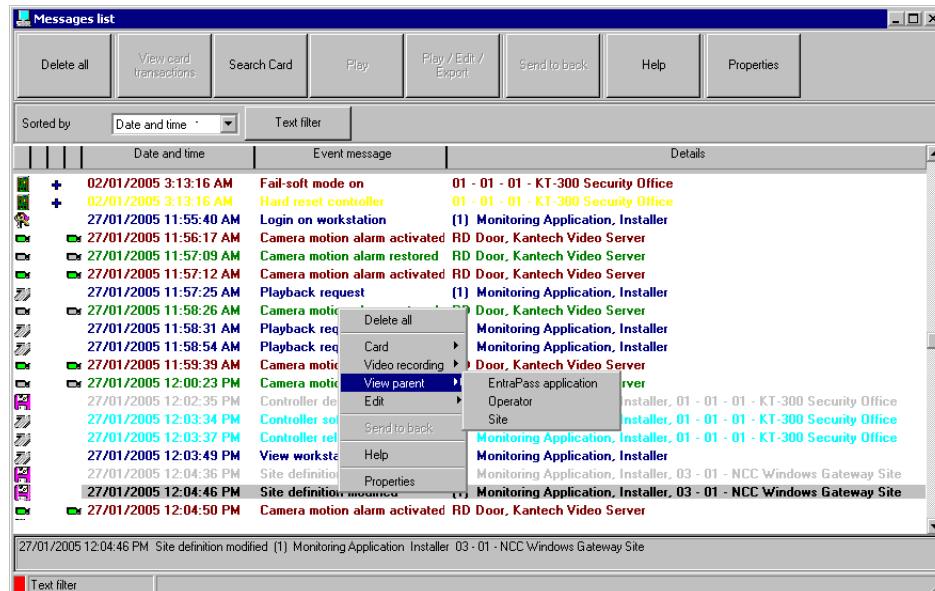 Messages list
Delete all View card transactions Search Card Play Play / Edit / Export Send to back Help Properties
Sorted by Date and time Text filter
Date and time Event message Details
02/01/2005 3:13:16 AM Fail-soft mode on 01 - 01 - 01 - KT-300 Security Office
02/01/2005 3:13:16 AM Hard reset controller 01 - 01 - 01 - KT-300 Security Office
27/01/2005 11:55:40 AM Login on workstation (1) Monitoring Application, Installer
27/01/2005 11:56:17 AM Camera motion alarm activated RD Door, Kantech Video Server
27/01/2005 11:57:09 AM Camera motion alarm restored RD Door, Kantech Video Server
27/01/2005 11:57:12 AM Camera motion alarm activated RD Door, Kantech Video Server
27/01/2005 11:57:25 AM Playback request (1) Monitoring Application, Installer
27/01/2005 11:58:26 AM Camera motio RD Door, Kantech Video Server
27/01/2005 11:58:31 AM Playback req Monitoring Application, Installer
27/01/2005 11:58:54 AM Playback req Monitoring Application, Installer
27/01/2005 11:59:39 AM Camera motio Door, Kantech Video Server
27/01/2005 12:00:23 PM Camera motio rver
27/01/2005 12:02:35 PM Controller de nstaller, 01 - 01 - 01 - KT-300 Security Office
27/01/2005 12:03:34 PM Controller so nstaller, 01 - 01 - 01 - KT-300 Security Office
27/01/2005 12:03:37 PM Controller rel Monitoring Application, Installer, 01 - 01 - 01 - KT-300 Security Office
27/01/2005 12:03:49 PM View worksta Monitoring Application, Installer
27/01/2005 12:04:36 PM Site definitio Monitoring Application, Installer, 03 - 01 - NCC Windows Gateway Site
27/01/2005 12:04:46 PM Site definition modified (1) Monitoring Application, Installer, 03 - 01 - NCC Windows Gateway Site
27/01/2005 12:04:50 PM Camera motion alarm activated RD Door, Kantech Video Server
Delete all
Card
Video recording
View parent
Edit
Send to back
Help
Properties
EntraPass application
Operator
Site
27/01/2005 12:04:46 PM Site definition modified (1) Monitoring Application Installer 03 - 01 - NCC Windows Gateway Site
Text filter